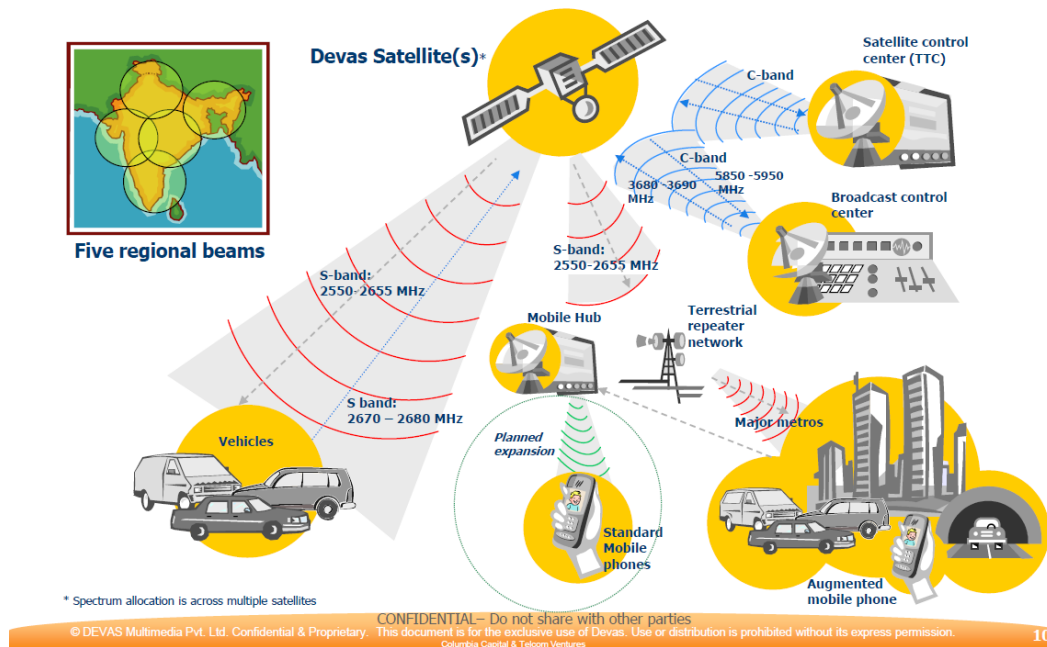 Devas Satellite(s)*
Satellite control
center (TTC)
C-band
C-band
3680 -3690
MHz
5850 -5950
MHz
Broadcast control
center
Five regional beams
S-band:
2550-2655 MHz
S-band:
2550-2655 MHz
Mobile Hub
Terrestrial
repeater
network
S band:
2670 – 2680 MHz
Major metros
Vehicles
Planned
expansion
Standard
Mobile
phones
Augmented
mobile phone
* Spectrum allocation is across multiple satellites
CONFIDENTIAL– Do not share with other parties
© DEVAS Multimedia Pvt. Ltd. Confidential & Proprietary. This document is for the exclusive use of Devas. Use or distribution is prohibited without its express permission.
10
Columbia Capital & Telcom Ventures